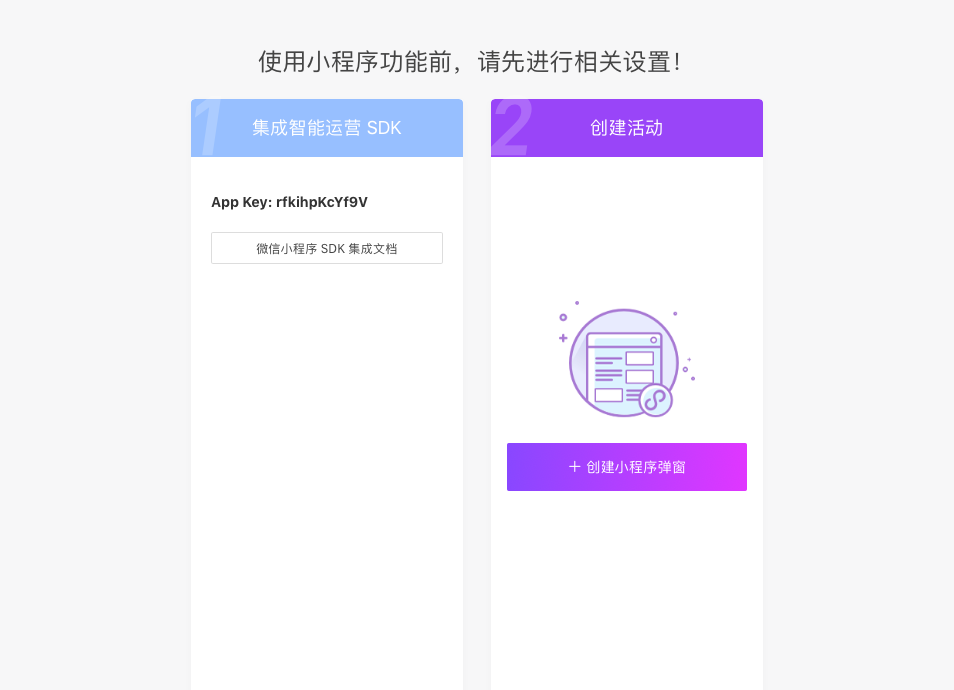 使用小程序功能前，请先进行相关设置！
1
集成智能运营 SDK
App Key: rfkihpKcYf9V
微信小程序 SDK 集成文档
2
创建活动
+ 创建小程序弹窗